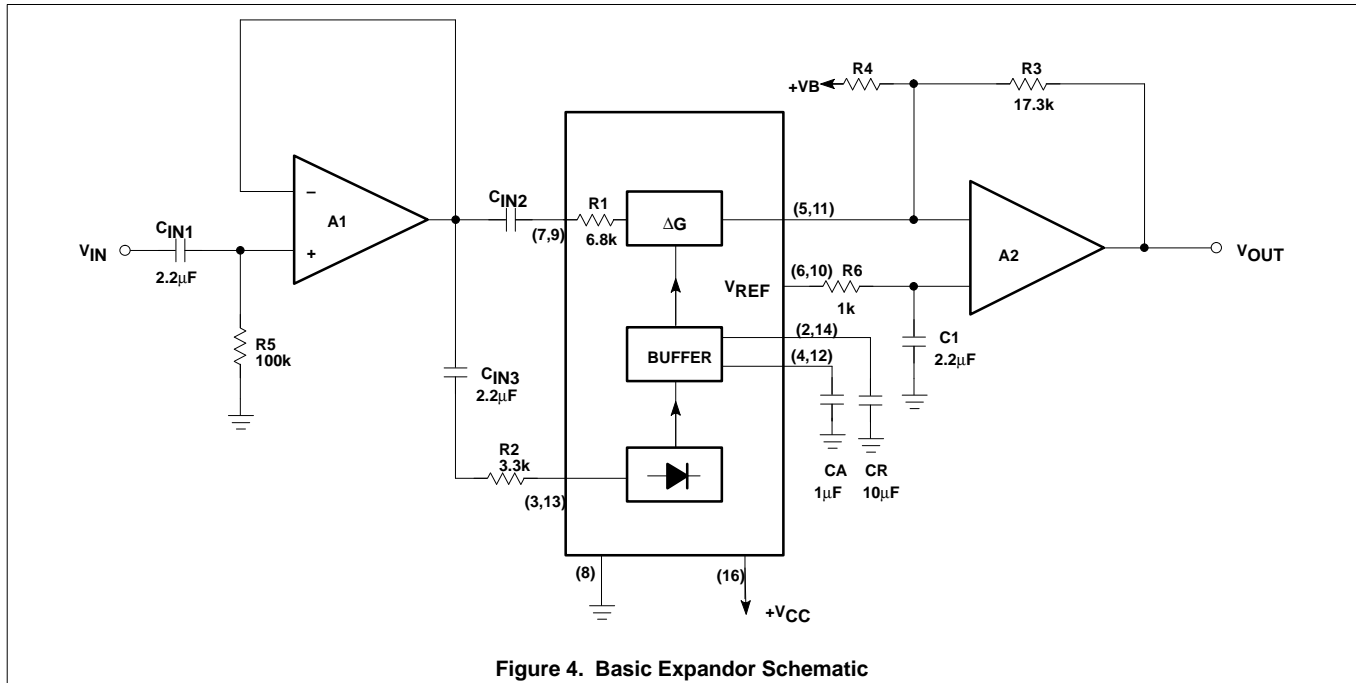 R4
R3
+VB
17.3k
–
A1
+
CIN1
VIN
2.2µF
R5
100k
CIN2
(7,9)
R1
6.8k
ΔG
(5,11)
A2
VOUT
VREF
(6,10)
R6
1k
BUFFER
(2,14)
(4,12)
C1
2.2µF
CIN3
2.2µF
R2
3.3k
(3,13)
CA
1µF
CR
10µF
(8)
(16)
+VCC
Figure 4. Basic Expandor Schematic